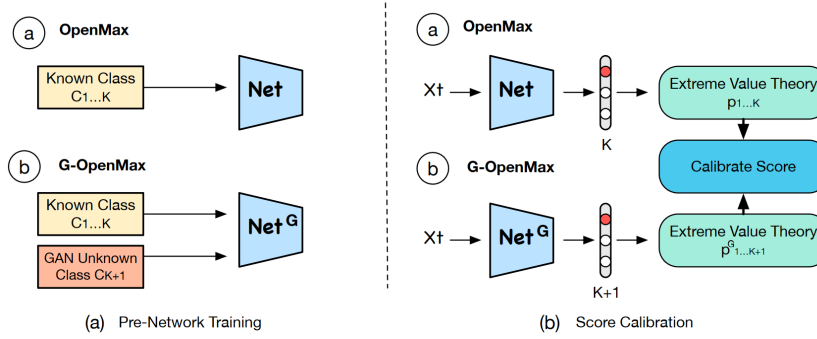 a
OpenMax
Known Class
C1...K
Net
b
G-OpenMax
Known Class
C1...K
GAN Unknown
Class CK+1
Net G
(a) Pre-Network Training
a
OpenMax
Xt
Net
K
Extreme Value Theory
p1...K
Calibrate Score
b
G-OpenMax
Xt
Net G
K+1
Extreme Value Theory
pG1...K+1
(b) Score Calibration